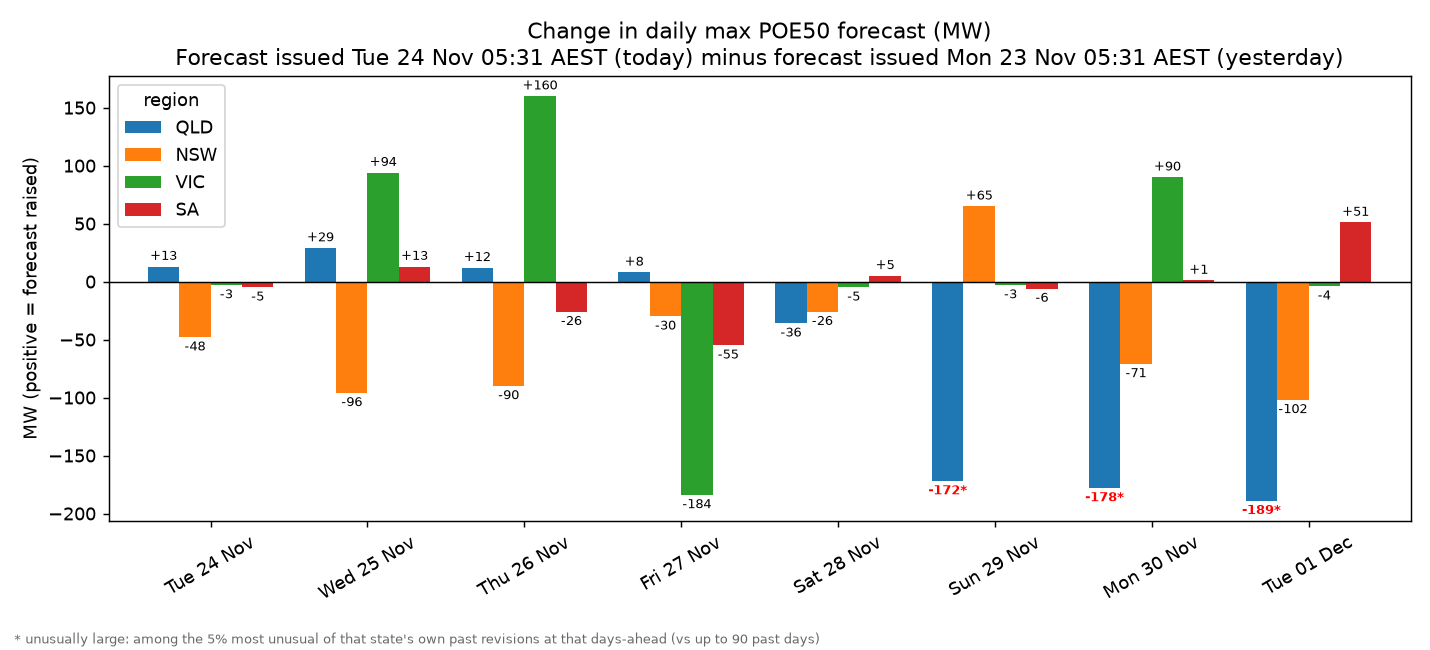 Change in daily max POE50 forecast (MW)
Forecast issued Tue 24 Nov 05:31 AEST (today) minus forecast issued Mon 23 Nov 05:31 AEST (yesterday)
MW (positive = forecast raised)
150
100
50
0
−50
−100
−150
−200
region
QLD
NSW
VIC
SA
+13
-48
-3
-5
+29
-96
+94
+13
+12
-90
+160
-26
+8
-30
-184
-55
-36
-26
-5
+5
-172*
+65
-3
-6
-178*
-71
+90
+1
-189*
-102
-4
+51
Tue 24 Nov
Wed 25 Nov
Thu 26 Nov
Fri 27 Nov
Sat 28 Nov
Sun 29 Nov
Mon 30 Nov
Tue 01 Dec
* unusually large: among the 5% most unusual of that state's own past revisions at that days-ahead (vs up to 90 past days)